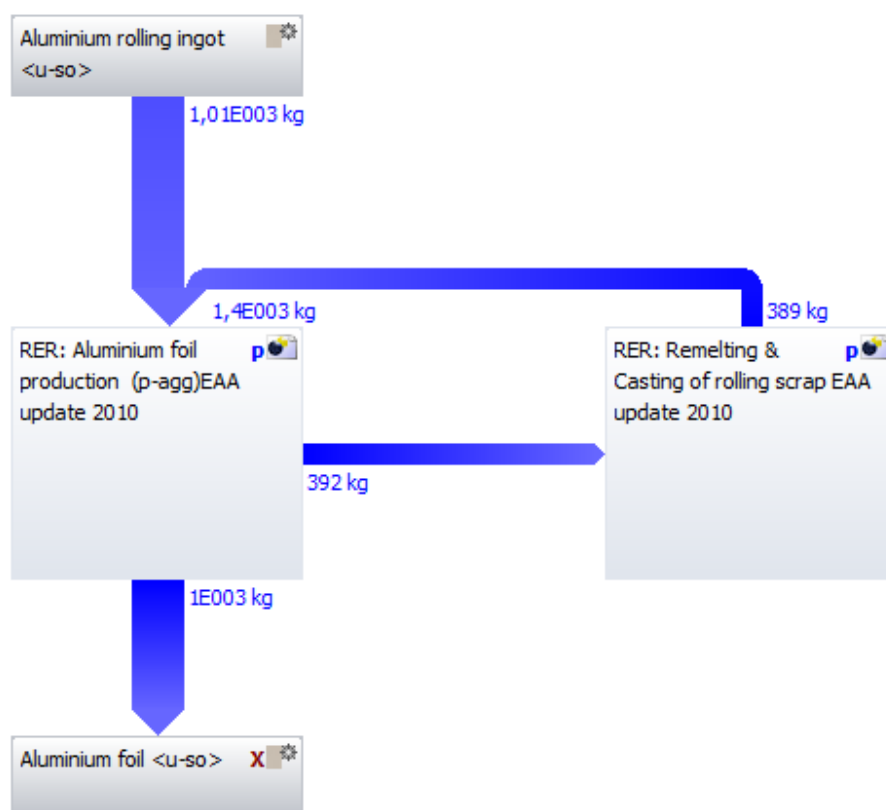 Aluminium rolling ingot
<u-so>
1,01E003 kg
1,4E003 kg
389 kg
RER: Aluminium foil p
production (p-agg)EAA
update 2010
RER: Remelting & p
Casting of rolling scrap EAA
update 2010
392 kg
1E003 kg
Aluminium foil <u-so> X